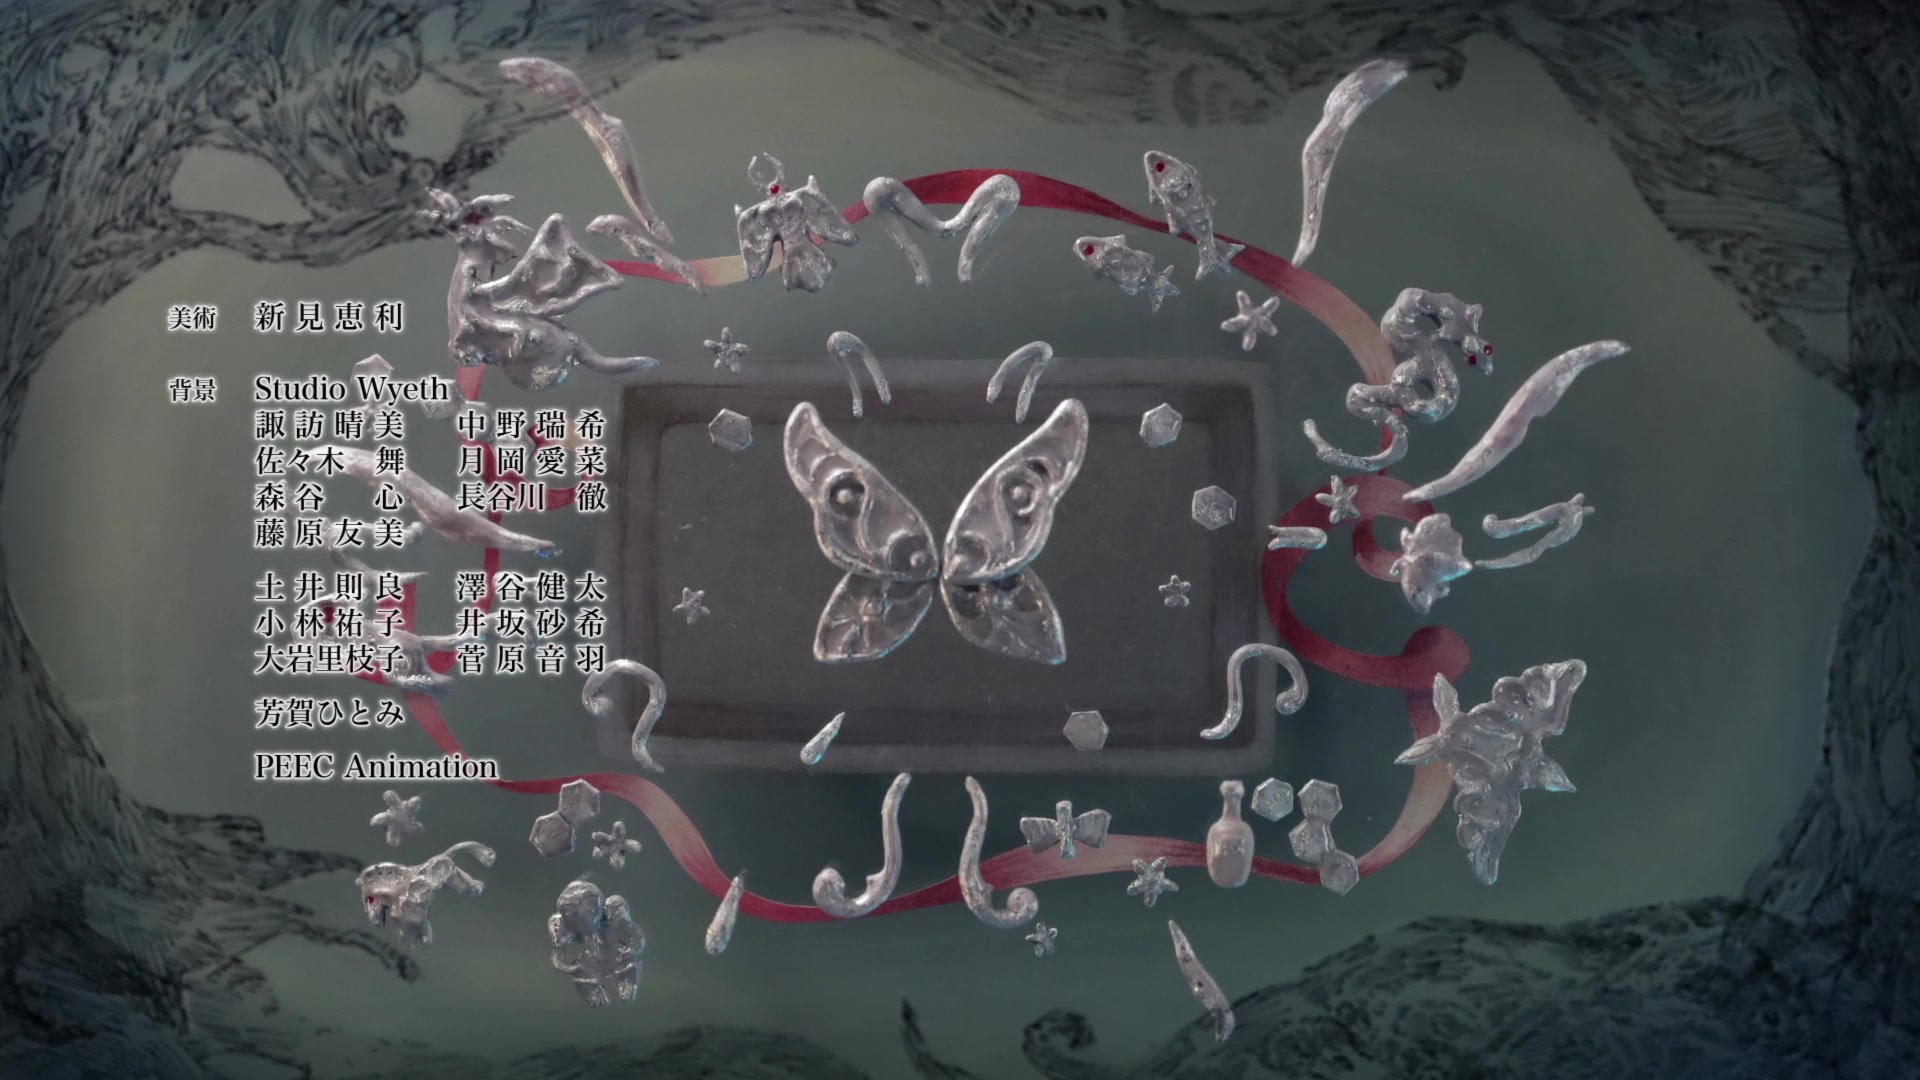 美術 新見恵利
背景 Studio Wyeth
諏訪晴美 中野瑞希
佐々木 舞 月岡愛菜
森谷 心 長谷川 徹
藤原友美
土井則良 澤谷健太
小林祐子 井坂砂希
大岩里枝子 菅原音羽
芳賀ひとみ
PEEC Animation